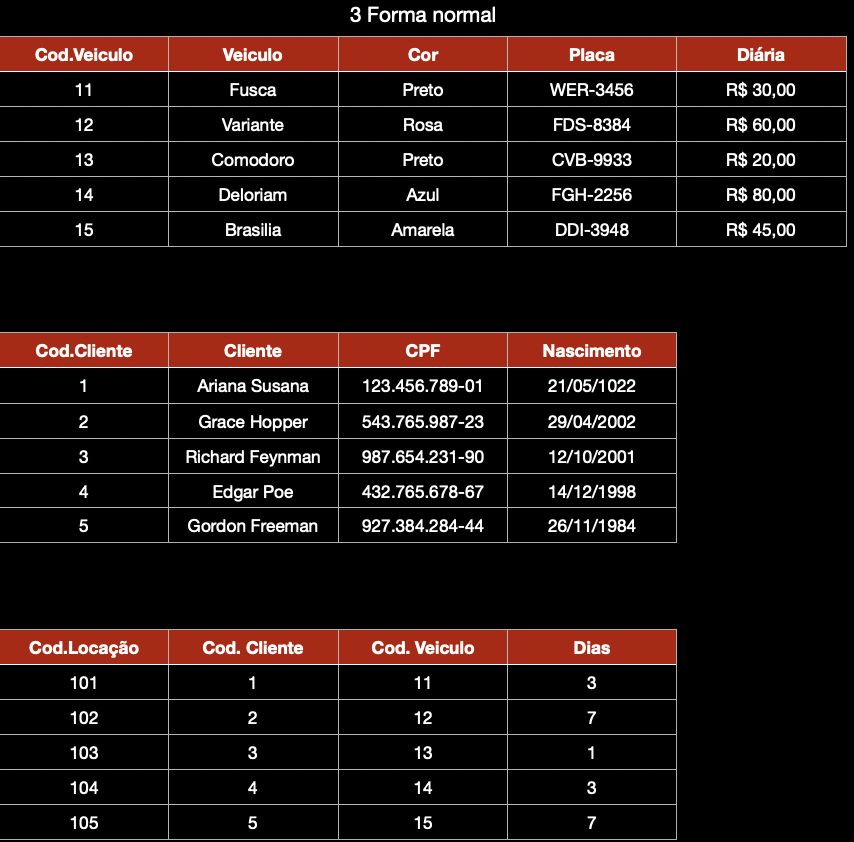 3 Forma normal
Cod.Veiculo Veiculo Cor Placa Diária
11 Fusca Preto WER-3456 R$ 30,00
12 Variante Rosa FDS-8384 R$ 60,00
13 Comodoro Preto CVB-9933 R$ 20,00
14 Deloriam Azul FGH-2256 R$ 80,00
15 Brasilia Amarela DDI-3948 R$ 45,00
Cod.Cliente Cliente CPF Nascimento
1 Ariana Susana 123.456.789-01 21/05/1022
2 Grace Hopper 543.765.987-23 29/04/2002
3 Richard Feynman 987.654.231-90 12/10/2001
4 Edgar Poe 432.765.678-67 14/12/1998
5 Gordon Freeman 927.384.284-44 26/11/1984
Cod.Locação Cod. Cliente Cod. Veiculo Dias
101 1 11 3
102 2 12 7
103 3 13 1
104 4 14 3
105 5 15 7